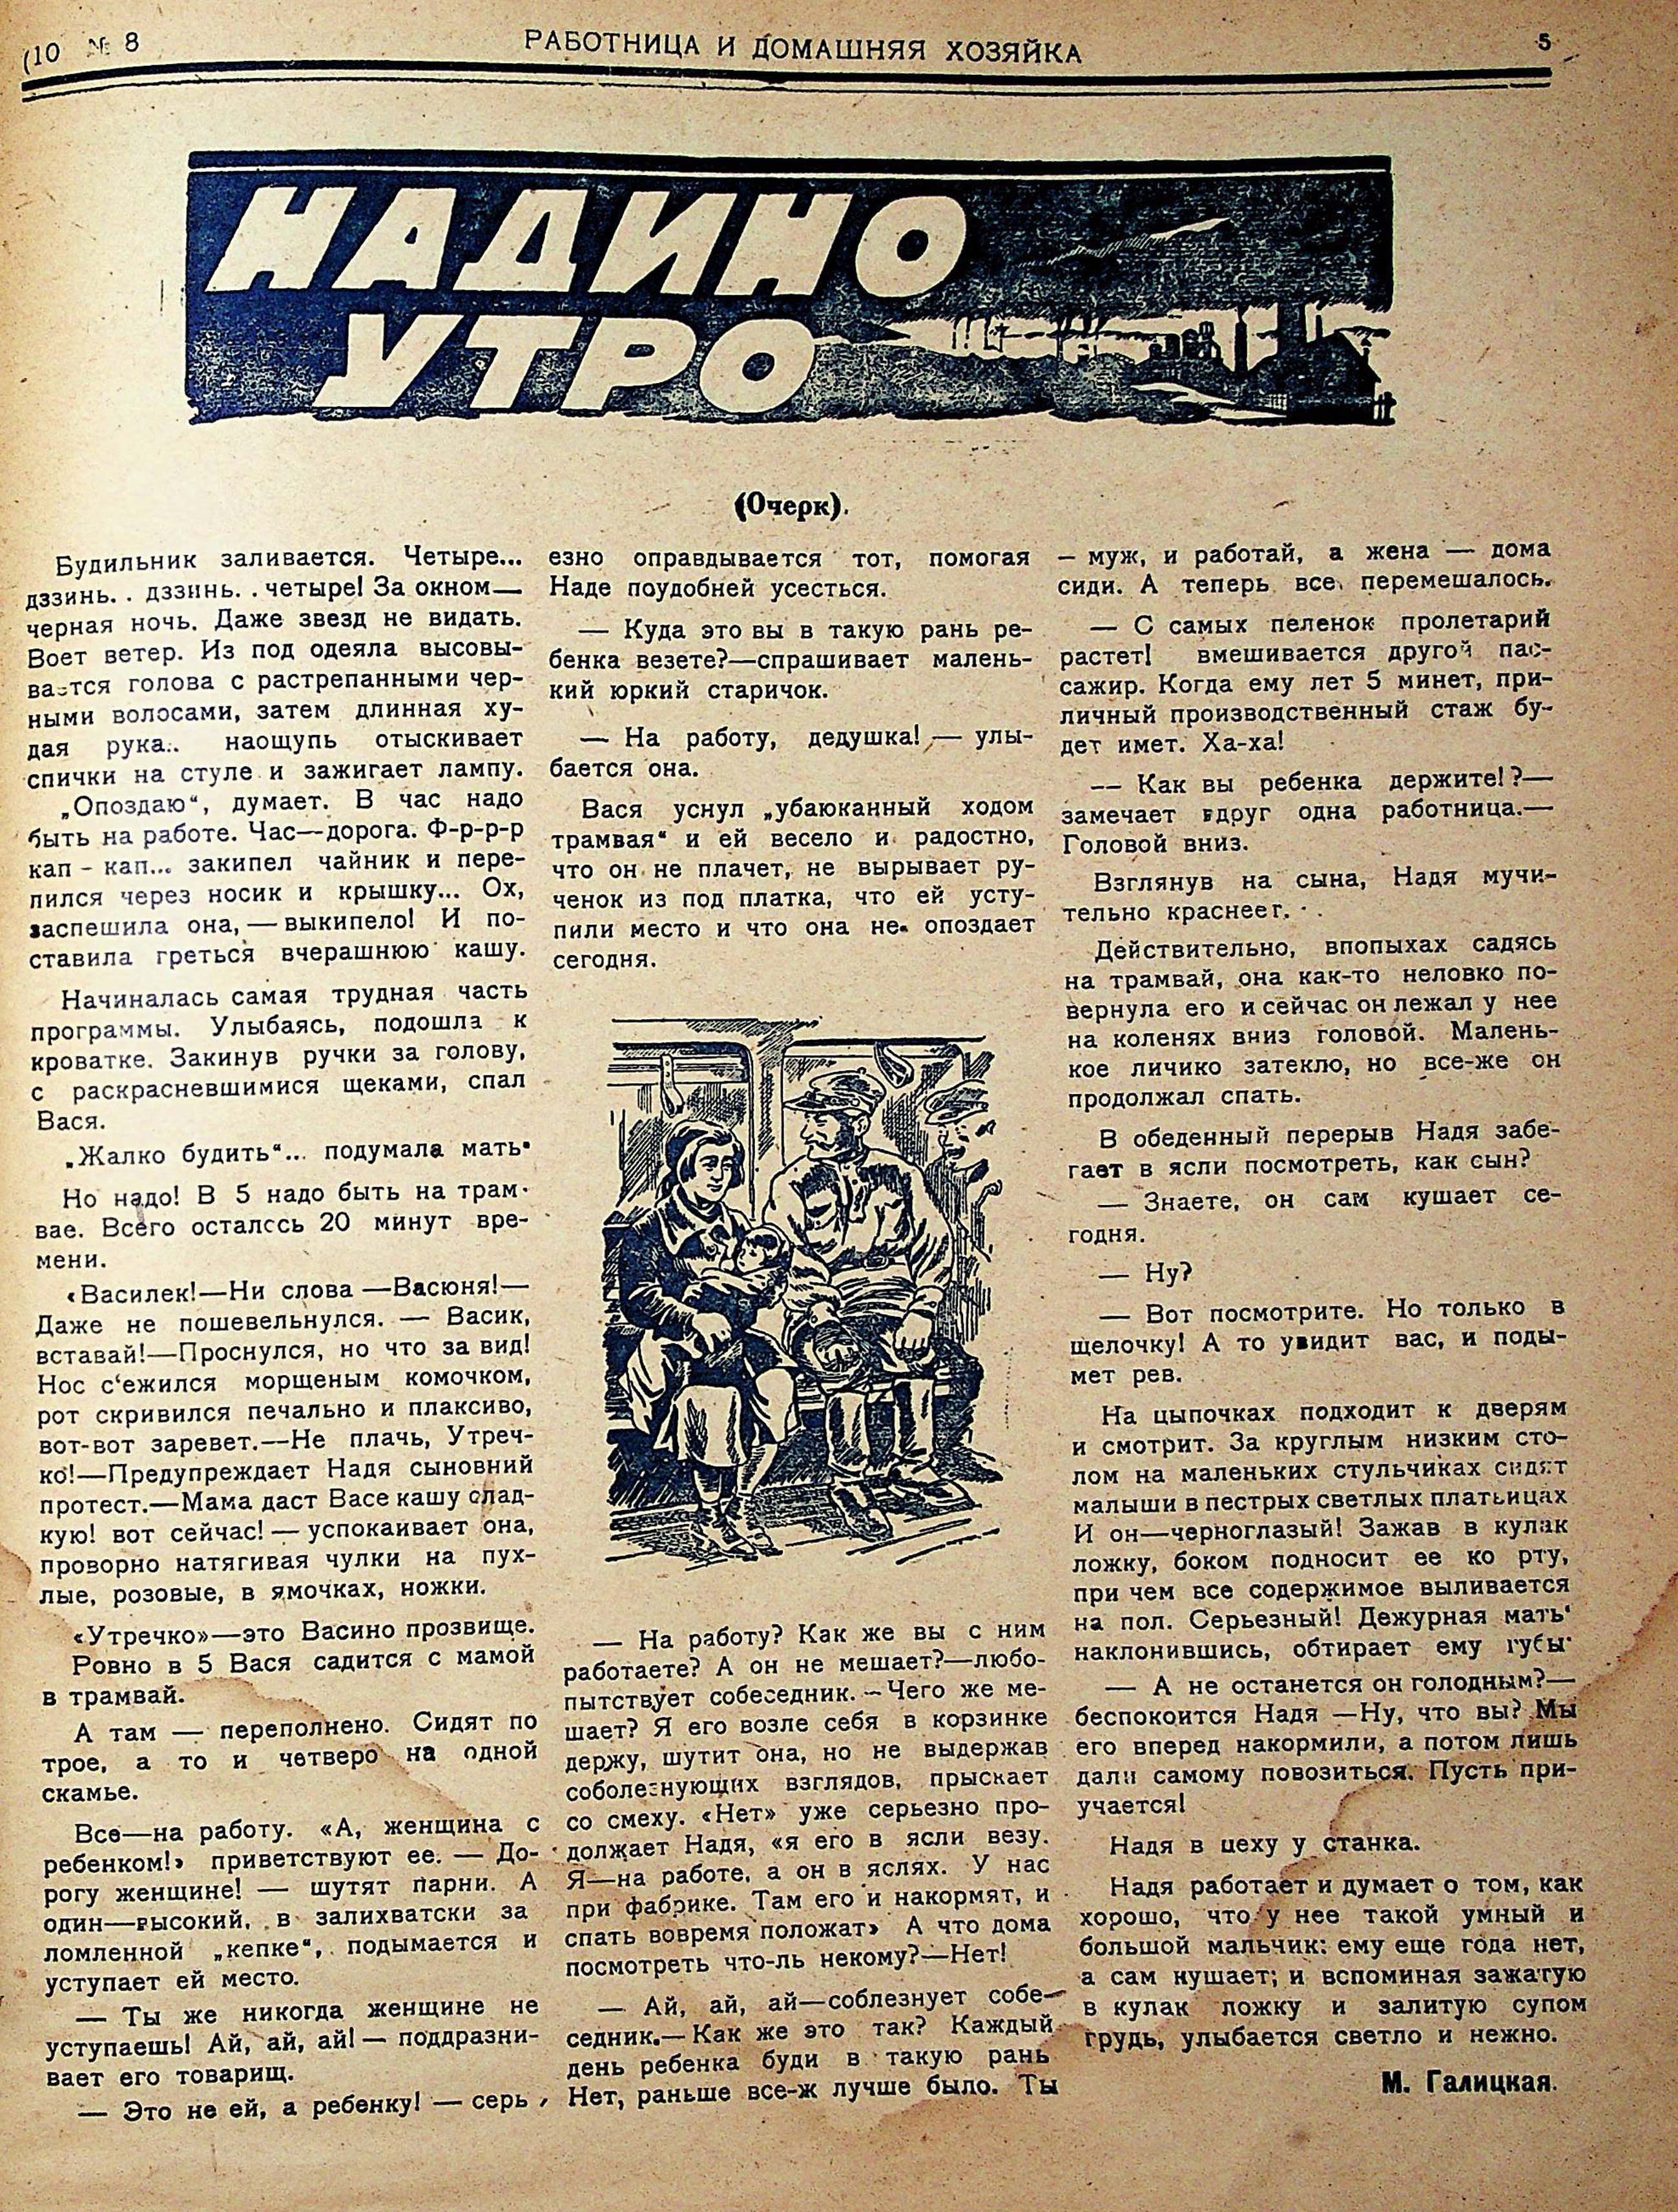 (10 № 8
РАБОТНИЦА И ДОМАШНЯЯ ХОЗЯЙКА
5
НАДИНО
УТРО
(Очерк).
Будильник заливается. Четыре...
дззинь. . дззинь. . четыре! За окном—
черная ночь. Даже звезд не видать.
Воет ветер. Из под одеяла высовы-
вается голова с растрепанными чер-
ными волосами, затем длинная ху-
дая рука.. наощупь отыскивает
спички на стуле и зажигает лампу.
„Опоздаю“, думает. В час надо
быть на работе. Час—дорога. Ф-р-р-р
кап - кап... закипел чайник и пере-
лился через носик и крышку... Ох,
заспешила она, — выкипело! И по-
ставила греться вчерашнюю кашу.
Начиналась самая трудная часть
программы. Улыбаясь, подошла к
кроватке. Закинув ручки за голову,
с раскрасневшимися щеками, спал
Вася.
„Жалко будить“... подумала мать.
Но надо! В 5 надо быть на трам-
вае. Всего осталссь 20 минут вре-
мени.
«Василек!—Ни слова —Васюня!—
Даже не пошевельнулся. — Васик,
вставай!—Проснулся, но что за вид!
Нос с‘ежился морщеным комочком,
рот скривился печально и плаксиво,
вот-вот заревет.—Не плачь, Утреч-
ко!—Предупреждает Надя сыновний
протест.—Мама даст Васе кашу слад-
кую! вот сейчас! — успокаивает она,
проворно натягивая чулки на пух-
лые, розовые, в ямочках, ножки.
«Утречко»—это Васино прозвище.
Ровно в 5 Вася садится с мамой
в трамвай.
А там — переполнено. Сидят по
трое, а то и четверо на одной
скамье.
Все—на работу. «А, женщина с
ребенком!» приветствуют ее. — До-
рогу женщине! — шутят парни. А
один—высокий, в залихватски за
ломленной „кепке“, подымается и
уступает ей место.
— Ты же никогда женщине не
уступаешь! Ай, ай, ай! — поддразни-
вает его товарищ.
— Это не ей, а ребенку! — серь
езно оправдывается тот, помогая
Наде поудобней усесться.
— Куда это вы в такую рань ре-
бенка везете?—спрашивает малень-
кий юркий старичок.
— На работу, дедушка! — улы-
бается она.
Вася уснул „убаюканный ходом
трамвая“ и ей весело и радостно,
что он не плачет, не вырывает ру-
ченок из под платка, что ей усту-
пили место и что она не опоздает
сегодня.
— На работу? Как же вы с ним
работаете? А он не мешает?—любо-
пытствует собеседник. — Чего же ме-
шает? Я его возле себя в корзинке
держу, шутит она, но не выдержав
соболезнующих взглядов, прыскает
со смеху. «Нет» уже серьезно про-
должает Надя, «я его в ясли везу.
Я—на работе, а он в яслях. У нас
при фабрике. Там его и накормят, и
спать вовремя положат» А что дома
посмотреть что-ль некому?—Нет!
— Ай, ай, ай—соблезнует собе-
седник.— Как же это так? Каждый
день ребенка буди в такую рань
Нет, раньше все-ж лучше было. Ты
— муж, и работай, а жена — дома
сиди. А теперь все перемешалось.
— С самых пеленок пролетарий
растет! вмешивается другой пас-
сажир. Когда ему лет 5 минет, при-
личный производственный стаж бу-
дет имет. Ха-ха!
— Как вы ребенка держите!?—
замечает вдруг одна работница.—
Головой вниз.
Взглянув на сына, Надя мучи-
тельно краснеет. .
Действительно, впопыхах садясь
на трамвай, она как-то неловко по-
вернула его и сейчас он лежал у нее
на коленях вниз головой. Малень-
кое личико затекло, но все-же он
продолжал спать.
В обеденный перерыв Надя забе-
гает в ясли посмотреть, как сын?
— Знаете, он сам кушает се-
годня.
— Ну?
— Вот посмотрите. Но только в
щелочку! А то увидит вас, и поды-
мет рев.
На цыпочках подходит к дверям
и смотрит. За круглым низким сто-
лом на маленьких стульчиках сидят
малыши в пестрых светлых платьицах
И он—черноглазый! Зажав в кулак
ложку, боком подносит ее ко рту,
при чем все содержимое выливается
на пол. Серьезный! Дежурная мать‘
наклонившись, обтирает ему губы.
— А не останется он голодным?—
беспокоится Надя —Ну, что вы? Мы
его вперед накормили, а потом лишь
дали самому повозиться. Пусть при-
учается!
Надя в цеху у станка.
Надя работает и думает о том, как
хорошо, что у нее такой умный и
большой мальчик: ему еще года нет,
а сам кушает; и вспоминая зажатую
в кулак ложку и залитую супом
грудь, улыбается светло и нежно.
М. Галицкая.